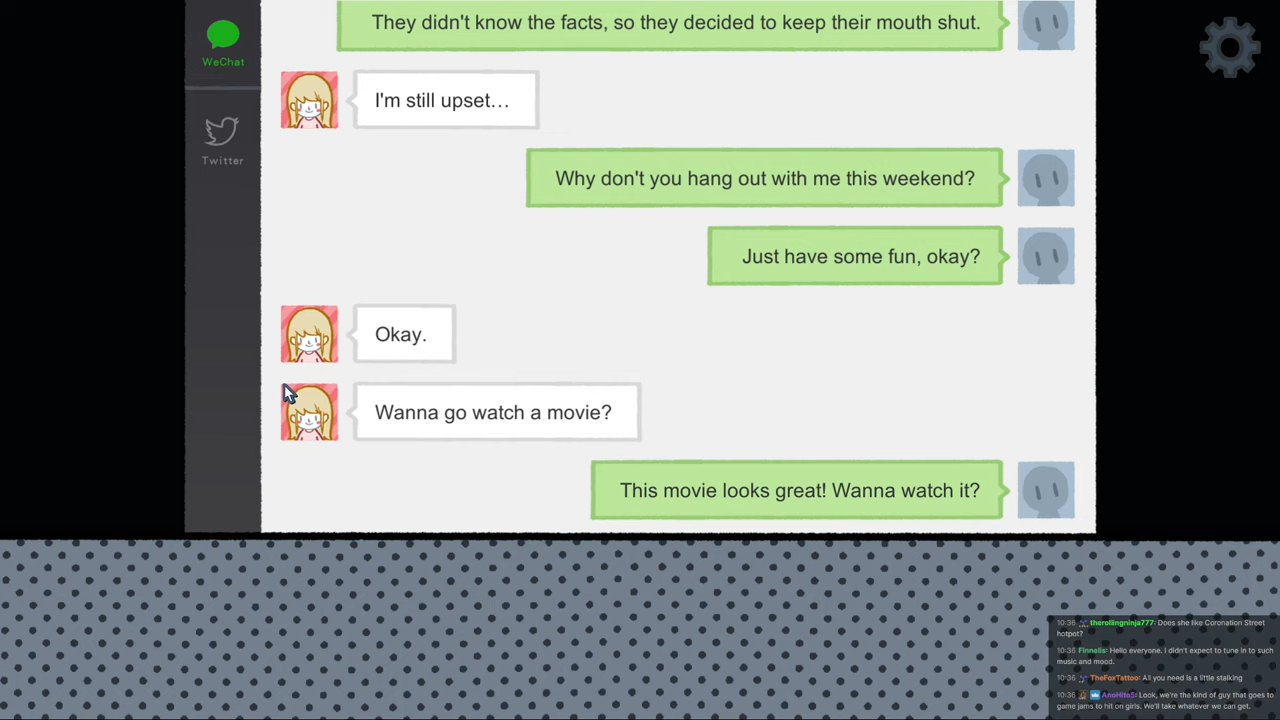 They didn't know the facts, so they decided to keep their mouth shut.
WeChat
I'm still upset...
Twitter
Why don't you hang out with me this weekend?
Just have some fun, okay?
Okay.
Wanna go watch a movie?
This movie looks great! Wanna watch it?
10:36 therollingninja777: Does she like Coronation Street
hotpot?
10:36 Finnelis: Hello everyone. I didn't expect to tune in to such
music and mood.
10:36 TheFoxTattoo: All you need is a little stalking
10:36 AnoHito5: Look, we're the kind of guy that goes to
game jams to hit on girls. We'll take whatever we can get.